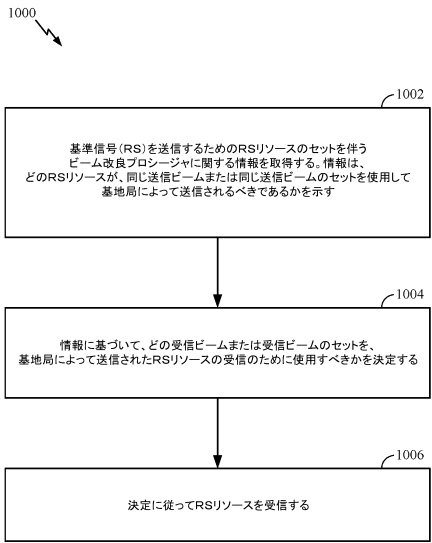 1000
1002
基準信号（RS）を送信するためのRSリソースのセットを伴う
ビーム改良プロシージャに関する情報を取得する。情報は、
どのRSリソースが、同じ送信ビームまたは同じ送信ビームのセットを使用して
基地局によって送信されるべきであるかを示す
1004
情報に基づいて、どの受信ビームまたは受信ビームのセットを、
基地局によって送信されたRSリソースの受信のために使用すべきかを決定する
1006
決定に従ってRSリソースを受信する